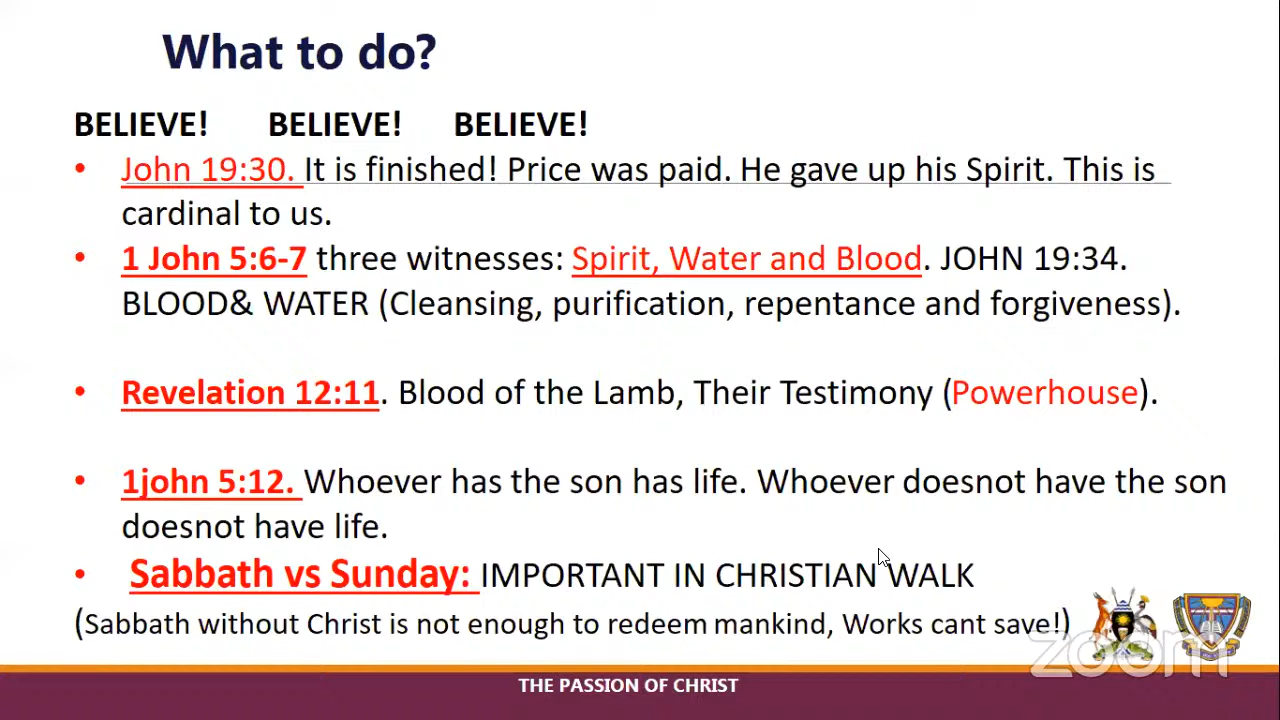 What to do?
BELIEVE! BELIEVE! BELIEVE!
• John 19:30. It is finished! Price was paid. He gave up his Spirit. This is
cardinal to us.
• 1 John 5:6-7 three witnesses: Spirit, Water and Blood. JOHN 19:34.
BLOOD& WATER (Cleansing, purification, repentance and forgiveness).
• Revelation 12:11. Blood of the Lamb, Their Testimony (Powerhouse).
• 1john 5:12. Whoever has the son has life. Whoever doesnot have the son
doesnot have life.
• Sabbath vs Sunday: IMPORTANT IN CHRISTIAN WALK
(Sabbath without Christ is not enough to redeem mankind, Works cant save!)
zoom
THE PASSION OF CHRIST